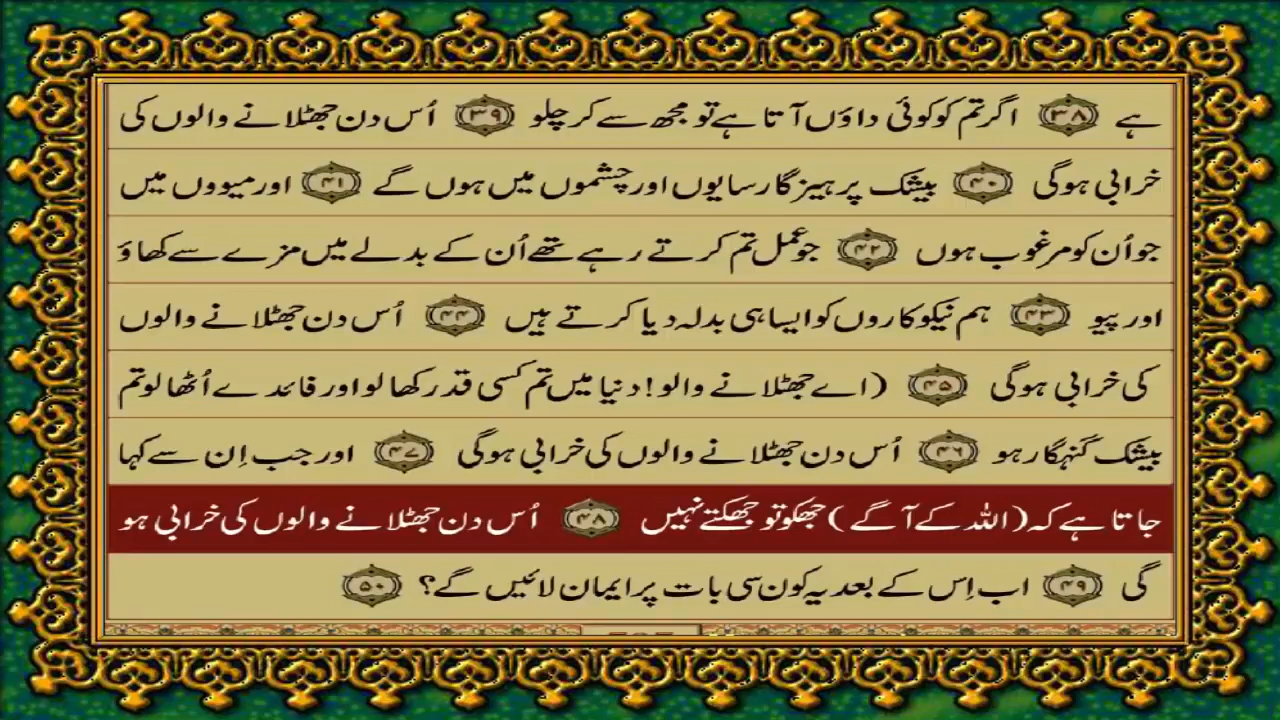 ہے ﴿۳۸﴾ اگر تم کو کوئی داؤں آتا ہے تو مجھ سے کر چلو ﴿۳۹﴾ اُس دن جھٹلانے والوں کی
خرابی ہوگی ﴿۴۰﴾ بیشک پرہیزگار سایوں اور چشموں میں ہوں گے ﴿۴۱﴾ اور میووں میں
جو اُن کو مرغوب ہوں ﴿۴۲﴾ جو عمل تم کرتے رہے تھے اُن کے بدلے میں مزے سے کھاؤ
اور پیو ﴿۴۳﴾ ہم نیکوکاروں کو ایسا ہی بدلہ دیا کرتے ہیں ﴿۴۴﴾ اُس دن جھٹلانے والوں
کی خرابی ہوگی ﴿۴۵﴾ (اے جھٹلانے والو! دنیا میں تم کسی قدر کھا لو اور فائدے اُٹھا لو تم
بیشک گنہگار ہو ﴿۴۶﴾ اُس دن جھٹلانے والوں کی خرابی ہوگی ﴿۴۷﴾ اور جب اِن سے کہا
جاتا ہے کہ (اللہ کے آگے) جھکو تو جھکتے نہیں ﴿۴۸﴾ اُس دن جھٹلانے والوں کی خرابی ہو
گی ﴿۴۹﴾ اب اِس کے بعد یہ کون سی بات پر ایمان لائیں گے؟ ﴿۵۰﴾